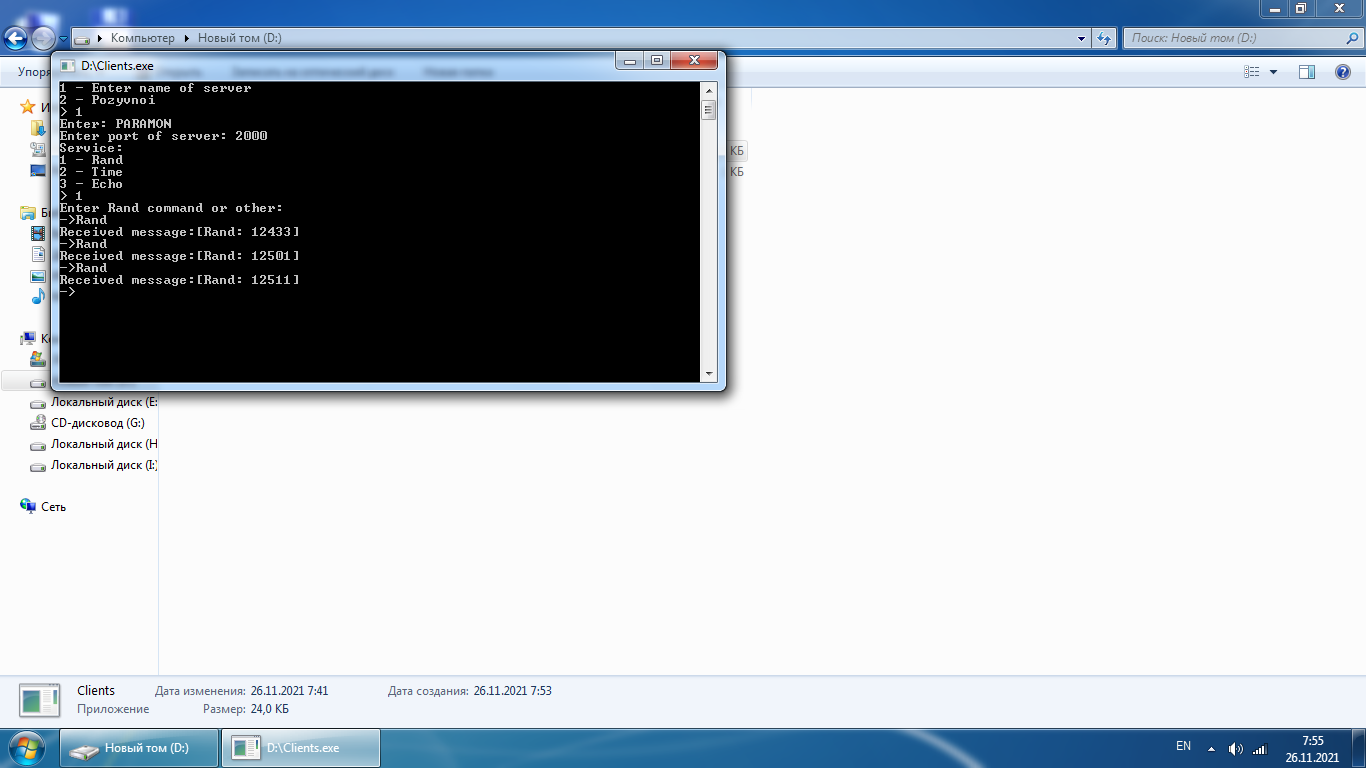 Компьютер
Новый том (D:)
Поиск: Новый том (D:)
D:\Clients.exe
Упоря
1 - Enter name of server
2 - Pozyvnoi
> 1
Enter: PARAMON
Enter port of server: 2000
Service:
1 - Rand
2 - Time
3 - Echo
> 1
Enter Rand command or other:
->Rand
Received message:[Rand: 12433]
->Rand
Received message:[Rand: 12501]
->Rand
Received message:[Rand: 12511]
->
КБ
КБ
Локальный диск (E:
CD-дисковод (G:)
Локальный диск (H
Локальный диск (I:)
Сеть
Clients
Дата изменения: 26.11.2021 7:41
Дата создания: 26.11.2021 7:53
Приложение
Размер: 24,0 КБ
Новый том (D:)
D:\Clients.exe
EN
7:55
26.11.2021